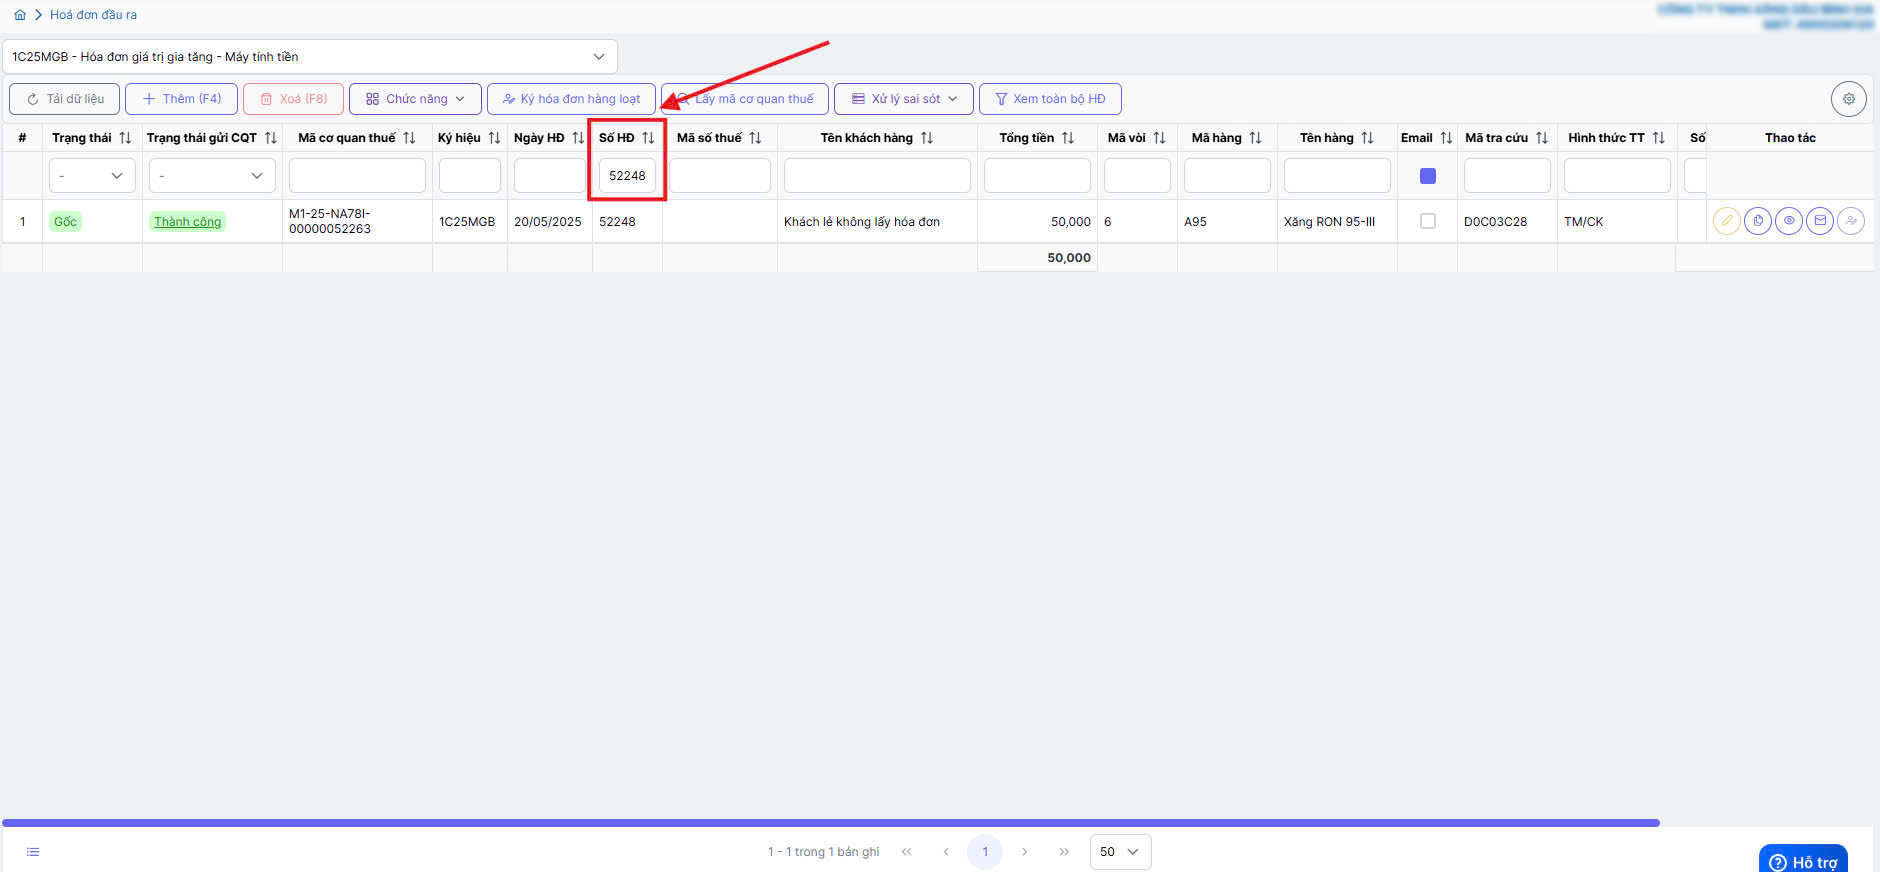 Hoá đơn đầu ra
1C25MGB - Hóa đơn giá trị gia tăng - Máy tính tiền
Tải dữ liệu
Thêm (F4)
Xoá (F8)
Chức năng
Ký hóa đơn hàng loạt
Lấy mã cơ quan thuế
Xử lý sai sót
Xem toàn bộ HĐ
# Trạng thái Trạng thái gửi CQT Mã cơ quan thuế Ký hiệu Ngày HĐ Số HĐ Mã số thuế Tên khách hàng Tổng tiền Mã vòi Mã hàng Tên hàng Email Mã tra cứu Hình thức TT Số Thao tác
- - 52248
1 Gốc Thành công M1-25-NA78I-00000052263 1C25MGB 20/05/2025 52248 Khách lẻ không lấy hóa đơn 50,000 6 A95 Xăng RON 95-III D0C03C28 TM/CK
50,000
1 - 1 trong 1 bản ghi
1
50
Hỗ trợ